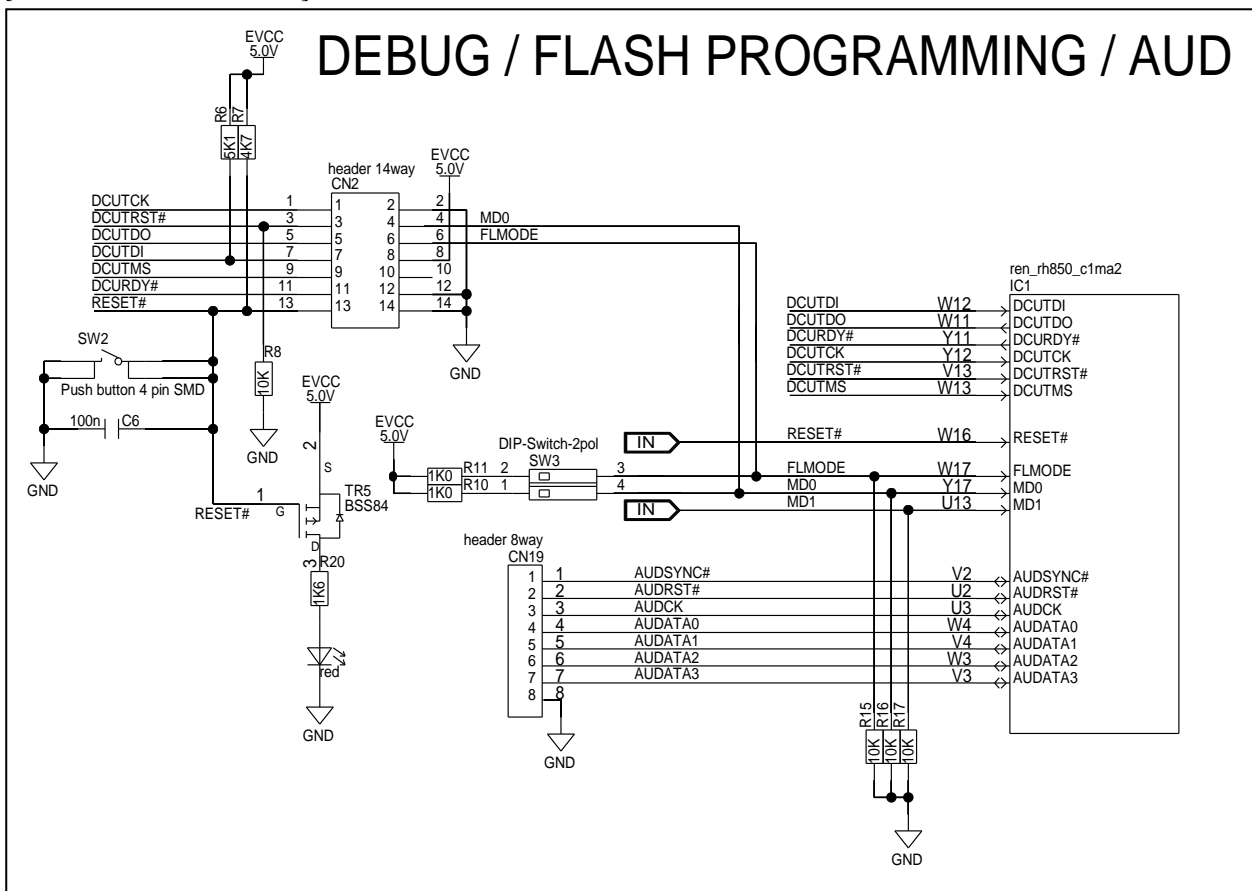 DEBUG / FLASH PROGRAMMING / AUD
EVCC
5.0V
R6
R7
5K1
4K7
header 14way
CN2
EVCC
5.0V
DCUTCK 1 1 2 2
DCUTRST# 3 3 4 4 MD0
DCUTDO 5 5 6 6 FLMODE
DCUTDI 7 7 8 8
DCUTMS 9 9 10 10
DCURDY# 11 11 12 12
RESET# 13 13 14 14
GND
SW2
Push button 4 pin SMD
100n C6
GND
R8
10K
GND
EVCC
5.0V
2
S
TR5
BSS84
1
G
RESET#
D
3
R20
1K6
red
GND
EVCC
5.0V
DIP-Switch-2pol
SW3
1K0 R11 2 3
1K0 R10 1 4
ren_rh850_c1ma2
IC1
DCUTDI W12 DCUTDI
DCUTDO W11 DCUTDO
DCURDY# Y11 DCURDY#
DCUTCK Y12 DCUTCK
DCUTRST# V13 DCUTRST#
DCUTMS W13 DCUTMS
IN RESET# W16 RESET#
FLMODE W17 FLMODE
MD0 Y17 MD0
IN MD1 U13 MD1
header 8way
CN19
1 1 AUDSYNC# V2 AUDSYNC#
2 2 AUDRST# U2 AUDRST#
3 3 AUDCK U3 AUDCK
4 4 AUDATA0 W4 AUDATA0
5 5 AUDATA1 V4 AUDATA1
6 6 AUDATA2 W3 AUDATA2
7 7 AUDATA3 V3 AUDATA3
8 8
GND
R15
R16
R17
10K
10K
10K
GND